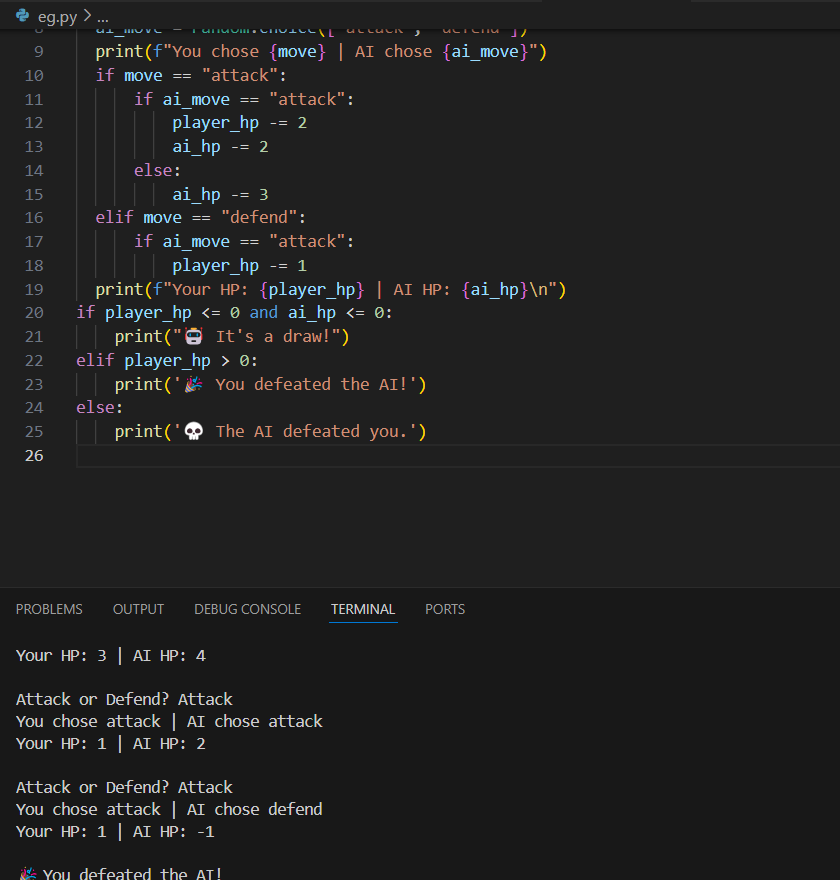 eg.py > ...
8 ai_move = random.choice(["attack", "defend"])
9 print(f"You chose {move} | AI chose {ai_move}")
10 if move == "attack":
11 if ai_move == "attack":
12 player_hp -= 2
13 ai_hp -= 2
14 else:
15 ai_hp -= 3
16 elif move == "defend":
17 if ai_move == "attack":
18 player_hp -= 1
19 print(f"Your HP: {player_hp} | AI HP: {ai_hp}\n")
20 if player_hp <= 0 and ai_hp <= 0:
21 print("🤖 It's a draw!")
22 elif player_hp > 0:
23 print('🎉 You defeated the AI!')
24 else:
25 print('💀 The AI defeated you.')
26
PROBLEMS OUTPUT DEBUG CONSOLE TERMINAL PORTS
Your HP: 3 | AI HP: 4
Attack or Defend? Attack
You chose attack | AI chose attack
Your HP: 1 | AI HP: 2
Attack or Defend? Attack
You chose attack | AI chose defend
Your HP: 1 | AI HP: -1
🎉 You defeated the AI!